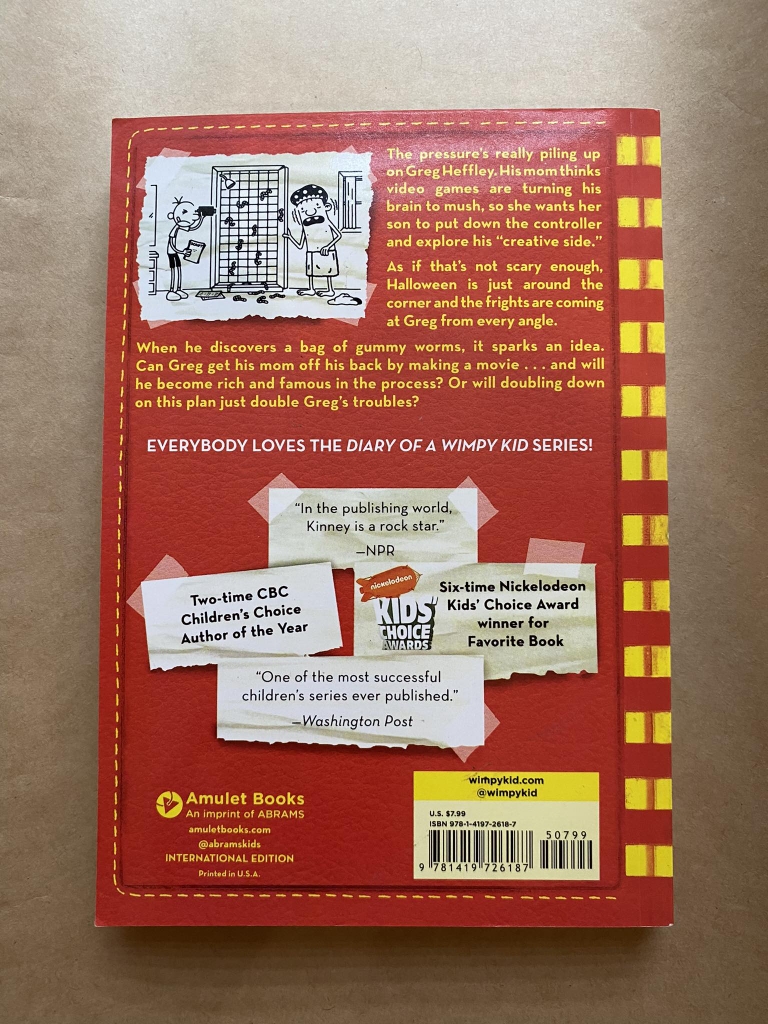 The pressure's really piling up
on Greg Heffley. His mom thinks
video games are turning his
brain to mush, so she wants her
son to put down the controller
and explore his "creative side."
As if that's not scary enough,
Halloween is just around the
corner and the frights are coming
at Greg from every angle.
When he discovers a bag of gummy worms, it sparks an idea.
Can Greg get his mom off his back by making a movie . . . and will
he become rich and famous in the process? Or will doubling down
on this plan just double Greg's troubles?
EVERYBODY LOVES THE DIARY OF A WIMPY KID SERIES!
"In the publishing world,
Kinney is a rock star."
—NPR
Two-time CBC
Children's Choice
Author of the Year
nickelodeon
KIDS'
CHOICE
AWARDS
Six-time Nickelodeon
Kids' Choice Award
winner for
Favorite Book
"One of the most successful
children's series ever published."
—Washington Post
Amulet Books
An imprint of ABRAMS
amuletbooks.com
@abramskids
INTERNATIONAL EDITION
Printed in U.S.A.
wimpykid.com
@wimpykid
U.S. $7.99
ISBN 978-1-4197-2618-7
50799
9 781419 726187